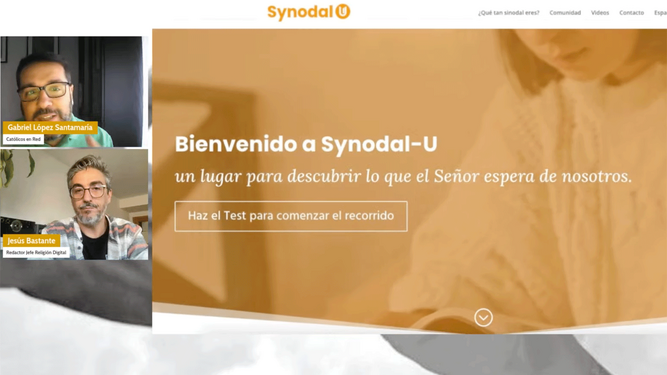 Synodal U
¿Qué tan sinodal eres? Comunidad Videos Contacto Espa
Gabriel López Santamaría
Católicos en Red
Jesús Bastante
Redactor Jefe Religión Digital
Bienvenido a Synodal-U
un lugar para descubrir lo que el Señor espera de nosotros.
Haz el Test para comenzar el recorrido